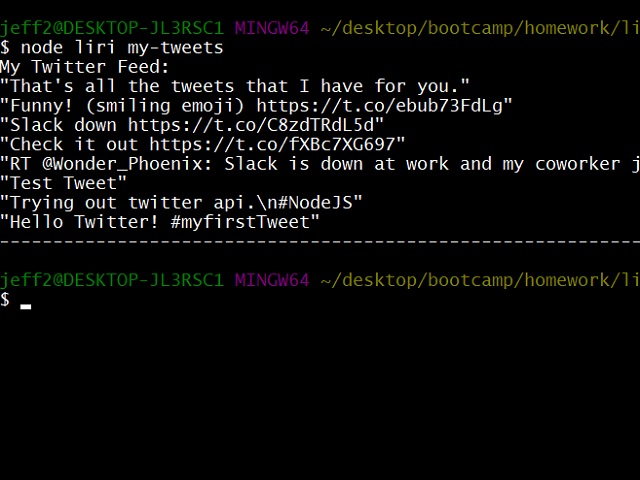 jeff2@DESKTOP-JL3RSC1 MINGW64 ~/desktop/bootcamp/homework/li
$ node liri my-tweets
My Twitter Feed:
"That's all the tweets that I have for you."
"Funny! (smiling emoji) https://t.co/ebub73FdLg"
"Slack down https://t.co/C8zdTRdL5d"
"Check it out https://t.co/fXBc7XG697"
"RT @Wonder_Phoenix: Slack is down at work and my coworker j
"Test Tweet"
"Trying out twitter api.\n#NodeJS"
"Hello Twitter! #myfirstTweet"
------------------------------------------------------------
jeff2@DESKTOP-JL3RSC1 MINGW64 ~/desktop/bootcamp/homework/li
$